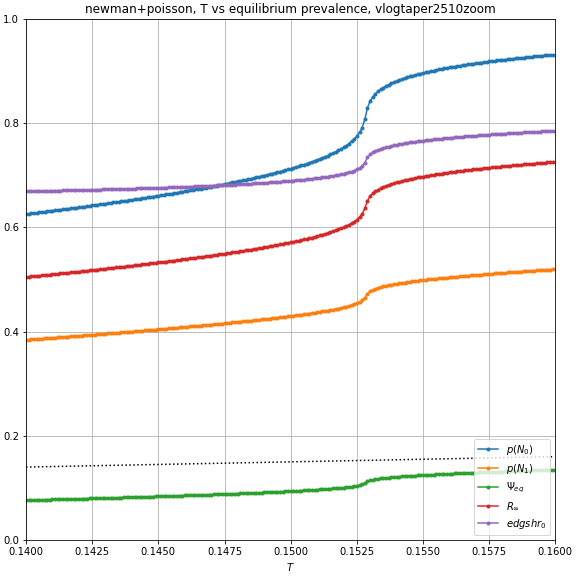 newman+poisson, T vs equilibrium prevalence, vlogtaper2510zoom
1.0
0.8
0.6
0.4
0.2
0.0
p(N₀)
p(N₁)
Ψₑq
R∞
edgshr₀
0.1400 0.1425 0.1450 0.1475 0.1500 0.1525 0.1550 0.1575 0.1600
T